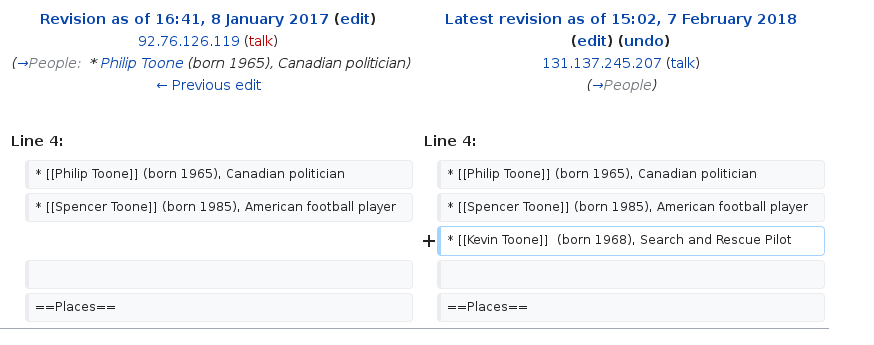 Revision as of 16:41, 8 January 2017 (edit)
92.76.126.119 (talk)
(→People: * Philip Toone (born 1965), Canadian politician)
← Previous edit
Latest revision as of 15:02, 7 February 2018
(edit) (undo)
131.137.245.207 (talk)
(→People)
Line 4:
Line 4:
* [[Philip Toone]] (born 1965), Canadian politician
* [[Philip Toone]] (born 1965), Canadian politician
* [[Spencer Toone]] (born 1985), American football player
* [[Spencer Toone]] (born 1985), American football player
+ * [[Kevin Toone]]  (born 1968), Search and Rescue Pilot
==Places==
==Places==